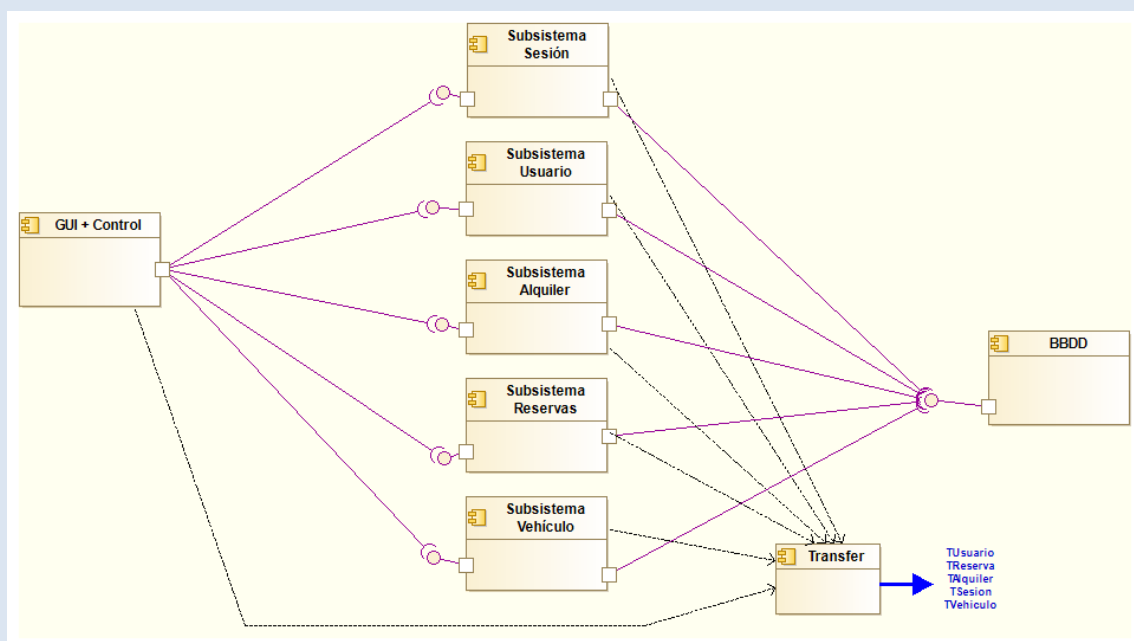 Subsistema
Sesión
Subsistema
Usuario
GUI + Control
Subsistema
Alquiler
BBDD
Subsistema
Reservas
Subsistema
Vehículo
Transfer
TUsuario
TReserva
TAlquiler
TSesion
TVehiculo